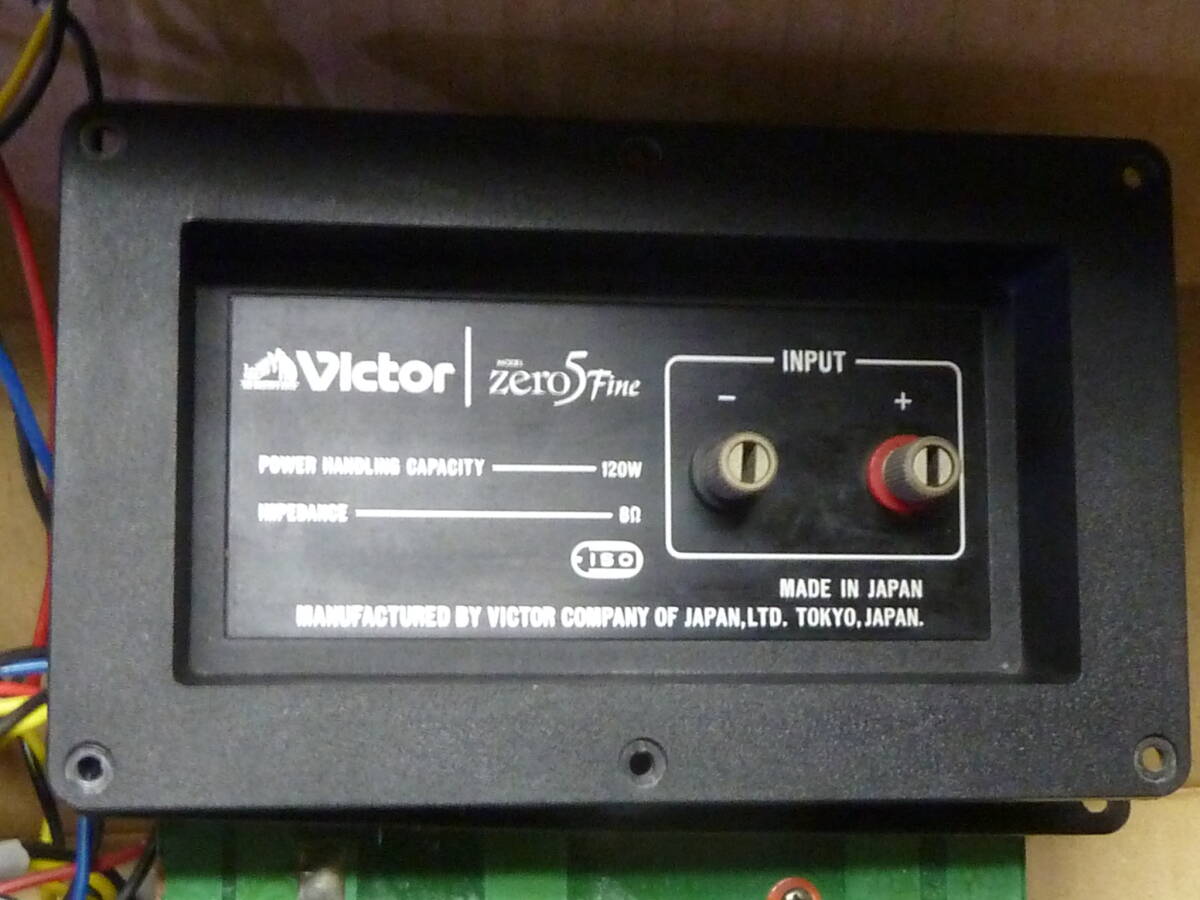 Victor
MODEL
zero5Fine
POWER HANDLING CAPACITY 120W
IMPEDANCE 8Ω
ISO
INPUT
- +
MADE IN JAPAN
MANUFACTURED BY VICTOR COMPANY OF JAPAN,LTD. TOKYO,JAPAN.